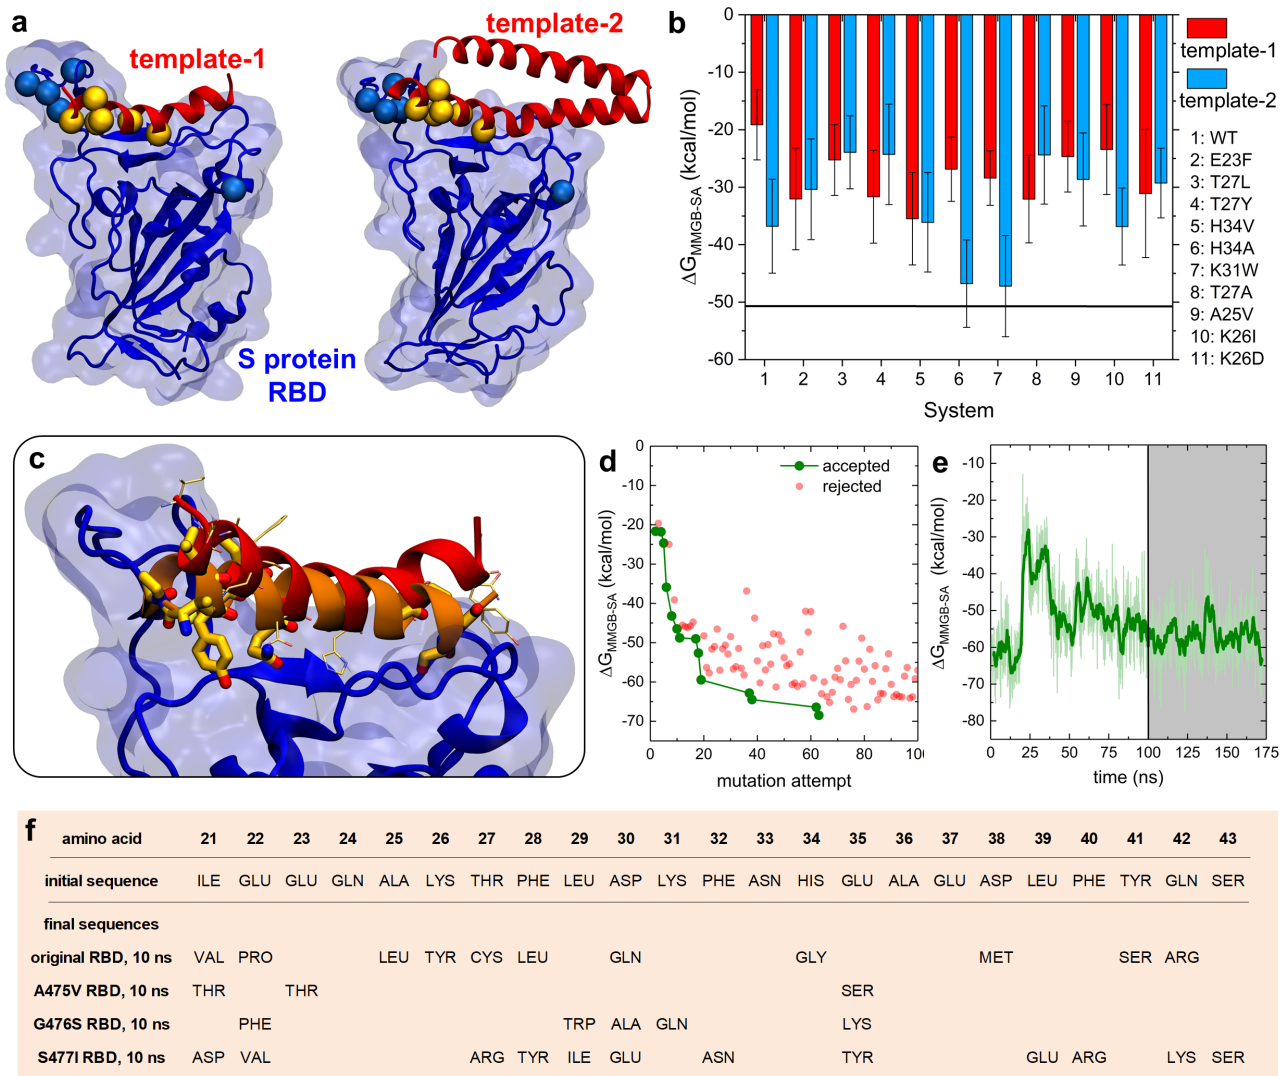 a
template-1
template-2
S protein
RBD
b
0
-10
-20
-30
-40
-50
-60
ΔG_MMGB-SA (kcal/mol)
1 2 3 4 5 6 7 8 9 10 11
System
template-1
template-2
1: WT
2: E23F
3: T27L
4: T27Y
5: H34V
6: H34A
7: K31W
8: T27A
9: A25V
10: K26I
11: K26D
c
d
accepted
rejected
0
-10
-20
-30
-40
-50
-60
-70
ΔG_MMGB-SA (kcal/mol)
0 20 40 60 80 10
mutation attempt
e
-10
-20
-30
-40
-50
-60
-70
-80
ΔG_MMGB-SA (kcal/mol)
0 25 50 75 100 125 150 175
time (ns)
f
amino acid 21 22 23 24 25 26 27 28 29 30 31 32 33 34 35 36 37 38 39 40 41 42 43
initial sequence ILE GLU GLU GLN ALA LYS THR PHE LEU ASP LYS PHE ASN HIS GLU ALA GLU ASP LEU PHE TYR GLN SER
final sequences
original RBD, 10 ns VAL PRO LEU TYR CYS LEU GLN GLY MET SER ARG
A475V RBD, 10 ns THR THR SER
G476S RBD, 10 ns PHE TRP ALA GLN LYS
S477I RBD, 10 ns ASP VAL ARG TYR ILE GLU ASN TYR GLU ARG LYS SER